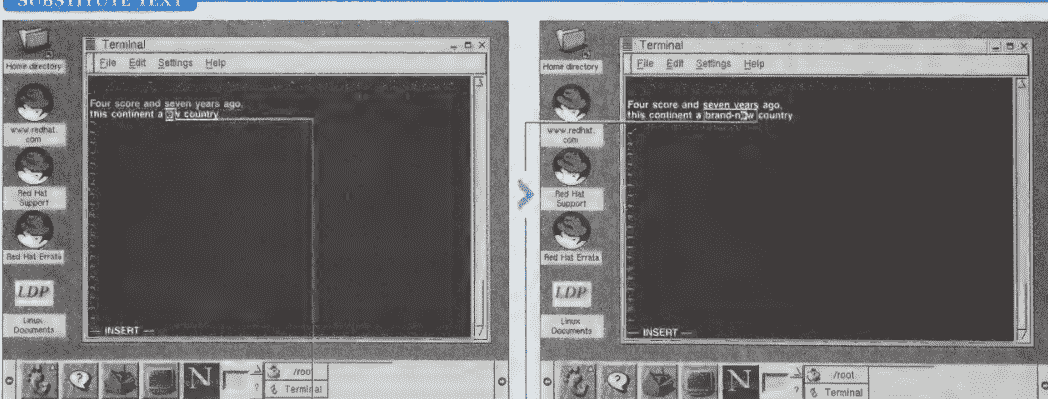 SUBSTITUTE TEXT
Terminal
File Edit Settings Help
Home directory
Four score and seven years ago,
this continent a new country
www.redhat.
com
Red Hat
Support
Red Hat Errata
LDP
Linux
Documents
— INSERT —
N
/root
Terminal
Terminal
File Edit Settings Help
Home directory
Four score and seven years ago,
this continent a brand-new country
www.redhat.
com
Red Hat
Support
Red Hat Errata
LDP
Linux
Documents
— INSERT —
N
/root
Terminal